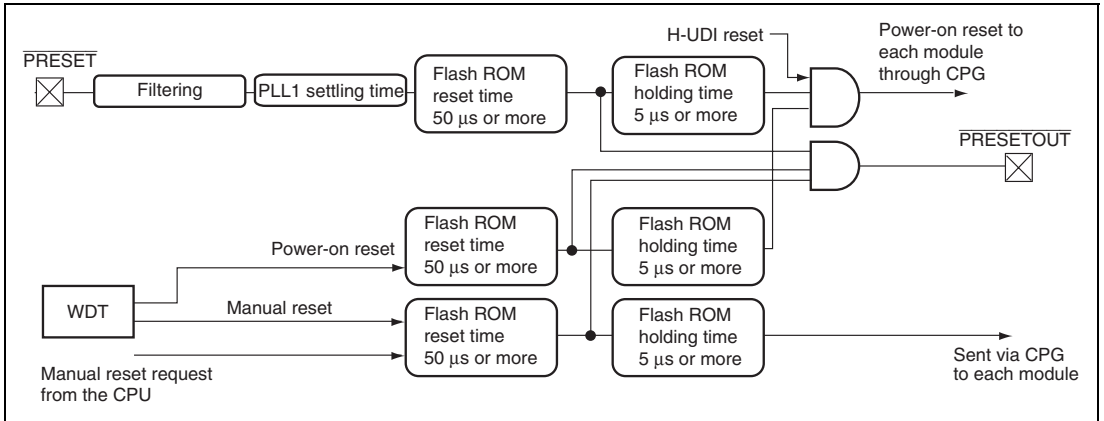 PRESET
Filtering
PLL1 settling time
Flash ROM
reset time
50 μs or more
H-UDI reset
Flash ROM
holding time
5 μs or more
Power-on reset to
each module
through CPG
PRESETOUT
Power-on reset
Flash ROM
reset time
50 μs or more
Flash ROM
holding time
5 μs or more
WDT
Manual reset
Flash ROM
reset time
50 μs or more
Flash ROM
holding time
5 μs or more
Manual reset request
from the CPU
Sent via CPG
to each module